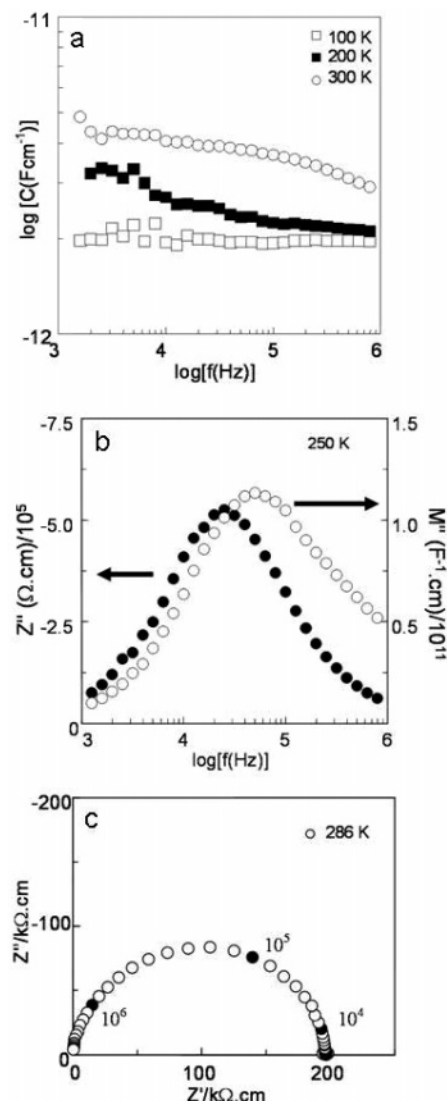 a
-11
100 K
200 K
300 K
log [C(Fcm⁻¹)]
-12
3 4 5 6
log[f(Hz)]
b
250 K
-7.5
-5.0
-2.5
0
Z'' (Ω.cm)/10⁵
1.5
1.0
0.5
0
M'' (F⁻¹.cm)/10¹¹
3 4 5 6
log[f(Hz)]
c
286 K
-200
-100
0
Z''/kΩ.cm
10⁶
10⁵
10⁴
0 100 200
Z'/kΩ.cm